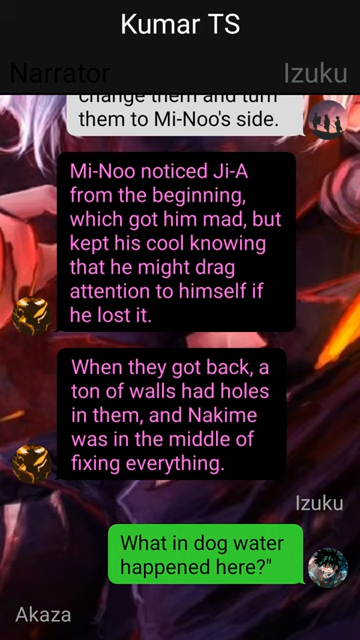 Kumar TS
Narrator
Izuku
change them and turn
them to Mi-Noo's side.
Mi-Noo noticed Ji-A
from the beginning,
which got him mad, but
kept his cool knowing
that he might drag
attention to himself if
he lost it.
When they got back, a
ton of walls had holes
in them, and Nakime
was in the middle of
fixing everything.
Izuku
What in dog water
happened here?"
Akaza